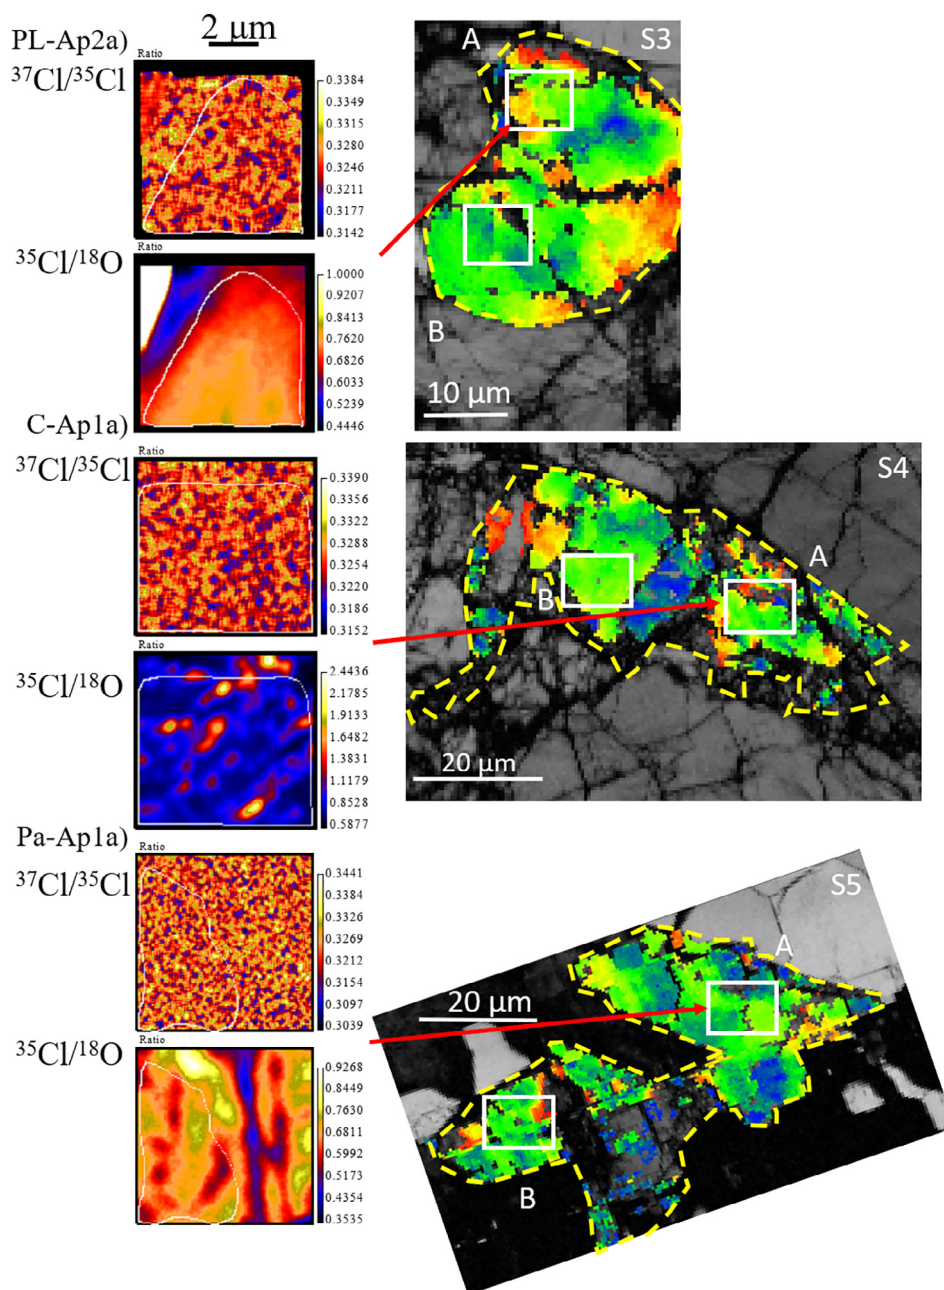 2 µm
PL-Ap2a)
³⁷Cl/³⁵Cl
Ratio
0.3384
0.3349
0.3315
0.3280
0.3246
0.3211
0.3177
0.3142
³⁵Cl/¹⁸O
Ratio
1.0000
0.9207
0.8413
0.7620
0.6826
0.6033
0.5239
0.4446
A
S3
B
10 µm
C-Ap1a)
³⁷Cl/³⁵Cl
Ratio
0.3390
0.3356
0.3322
0.3288
0.3254
0.3220
0.3186
0.3152
³⁵Cl/¹⁸O
Ratio
2.4436
2.1785
1.9133
1.6482
1.3831
1.1179
0.8528
0.5877
S4
A
B
20 µm
Pa-Ap1a)
³⁷Cl/³⁵Cl
Ratio
0.3441
0.3384
0.3326
0.3269
0.3212
0.3154
0.3097
0.3039
³⁵Cl/¹⁸O
Ratio
0.9268
0.8449
0.7630
0.6811
0.5992
0.5173
0.4354
0.3535
S5
A
20 µm
B